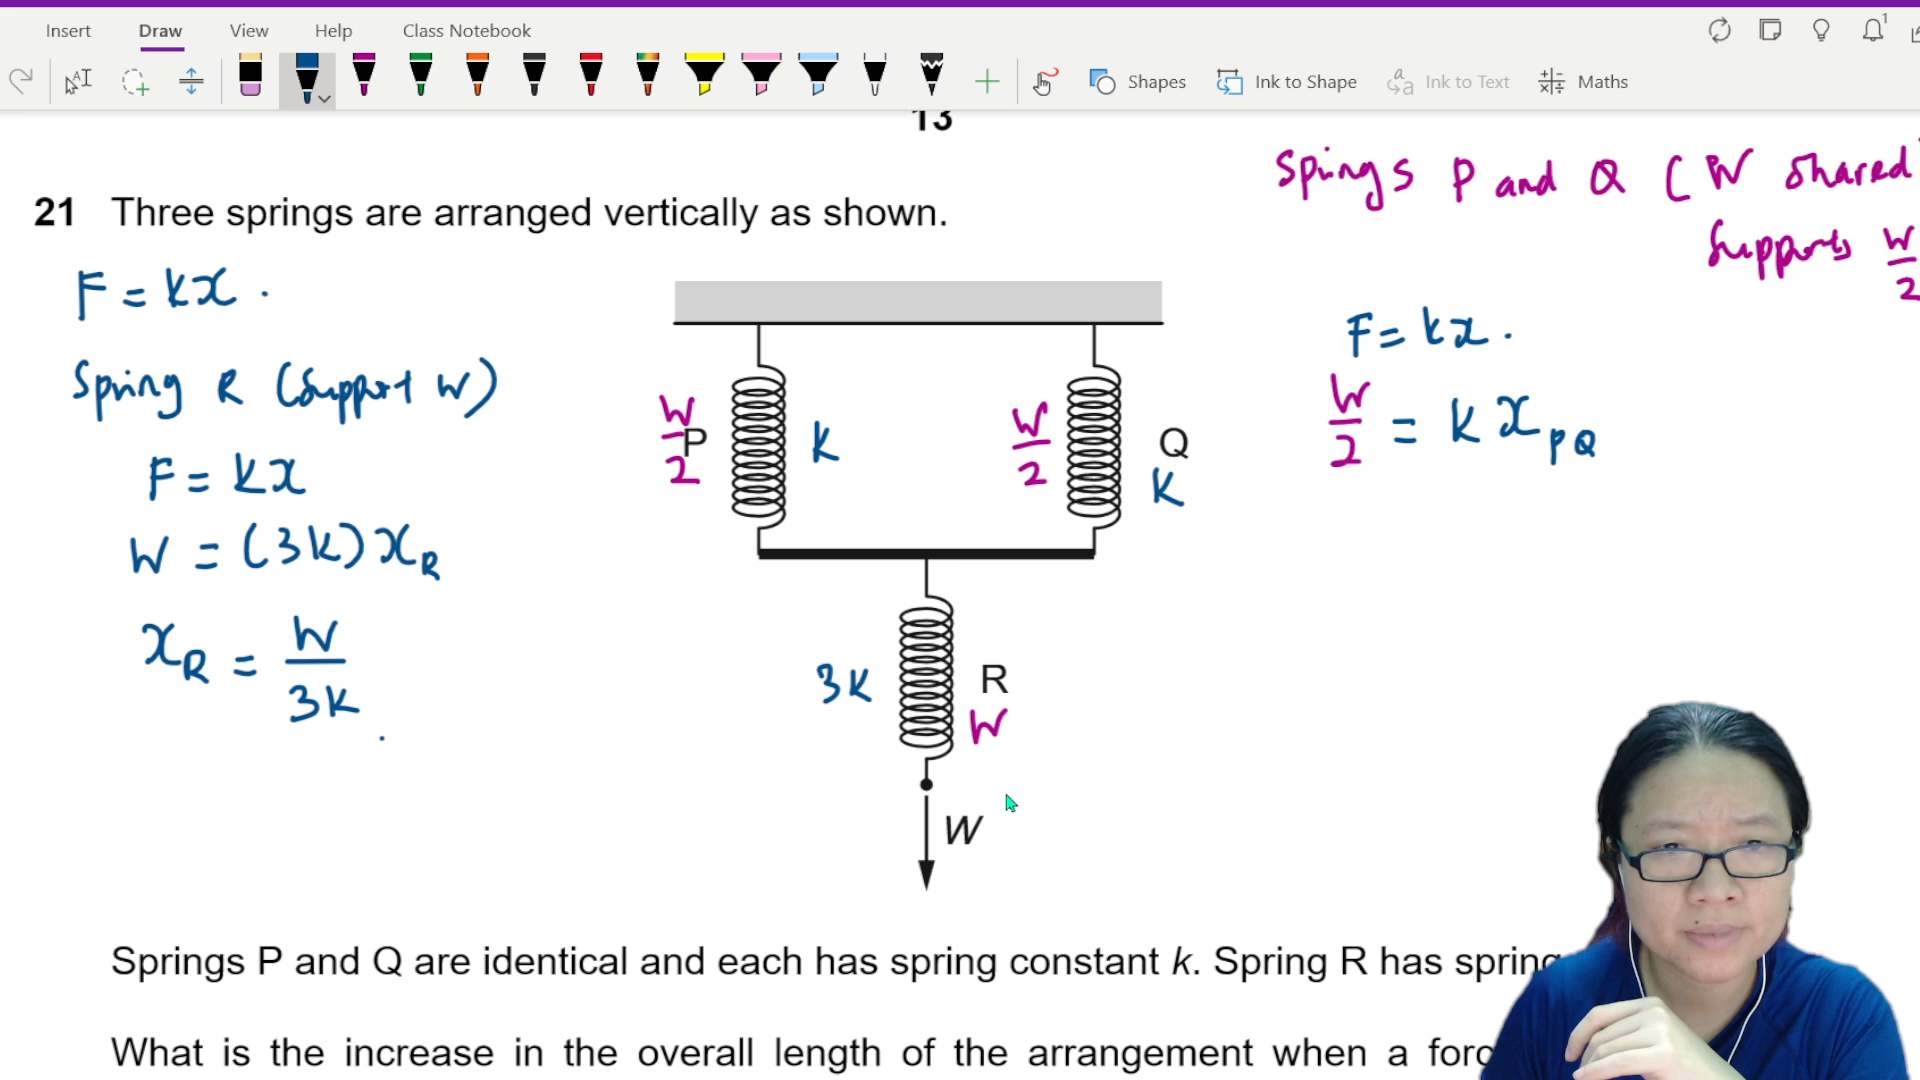 Insert Draw View Help Class Notebook
1
Shapes Ink to Shape Ink to Text Maths
13
21 Three springs are arranged vertically as shown.
F = kx .
Spring R (Support W)
F = kx
W = (3k) x_R
x_R = W/3k .
W/2 P k
W/2 Q k
3k R
W
W
Springs P and Q ( W shared
Supports W/2
F = kx .
W/2 = k x_PQ
Springs P and Q are identical and each has spring constant k. Spring R has spring
What is the increase in the overall length of the arrangement when a